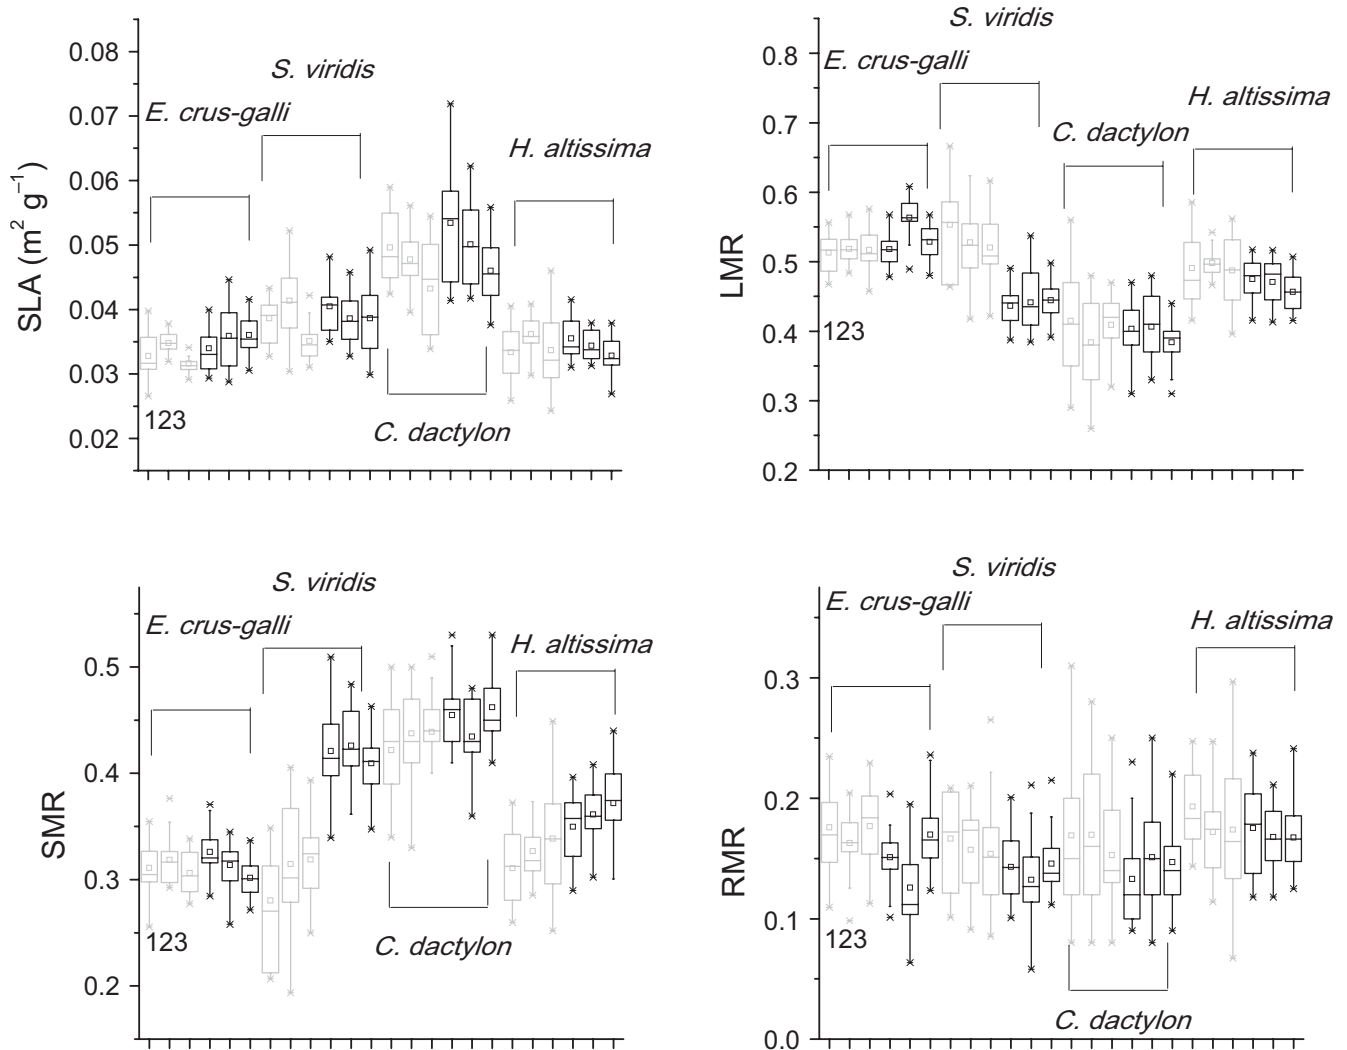 S. viridis
E. crus-galli
H. altissima
C. dactylon
SLA (m² g⁻¹)
0.08
0.07
0.06
0.05
0.04
0.03
0.02
123
S. viridis
E. crus-galli
H. altissima
C. dactylon
LMR
0.8
0.7
0.6
0.5
0.4
0.3
0.2
123
S. viridis
E. crus-galli
H. altissima
C. dactylon
SMR
0.5
0.4
0.3
0.2
123
S. viridis
E. crus-galli
H. altissima
C. dactylon
RMR
0.3
0.2
0.1
0.0
123